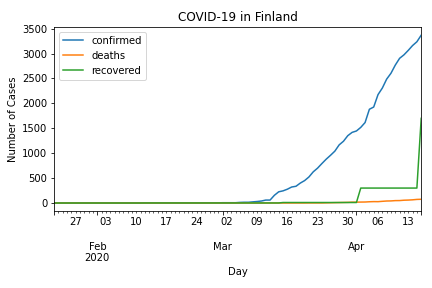 COVID-19 in Finland
3500
3000
2500
2000
1500
1000
500
0
Number of Cases
confirmed
deaths
recovered
27 03 10 17 24 02 09 16 23 30 06 13
Feb Mar Apr
2020
Day